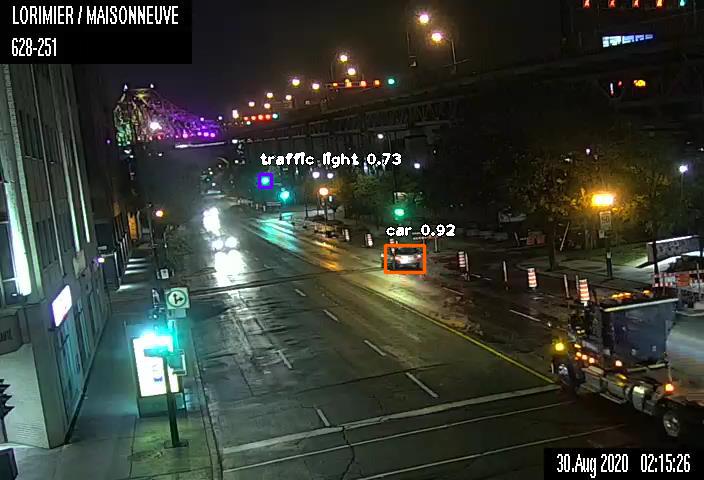 LORIMIER / MAISONNEUVE
628-251
traffic light 0.73
car 0.92
30.Aug 2020 02:15:26